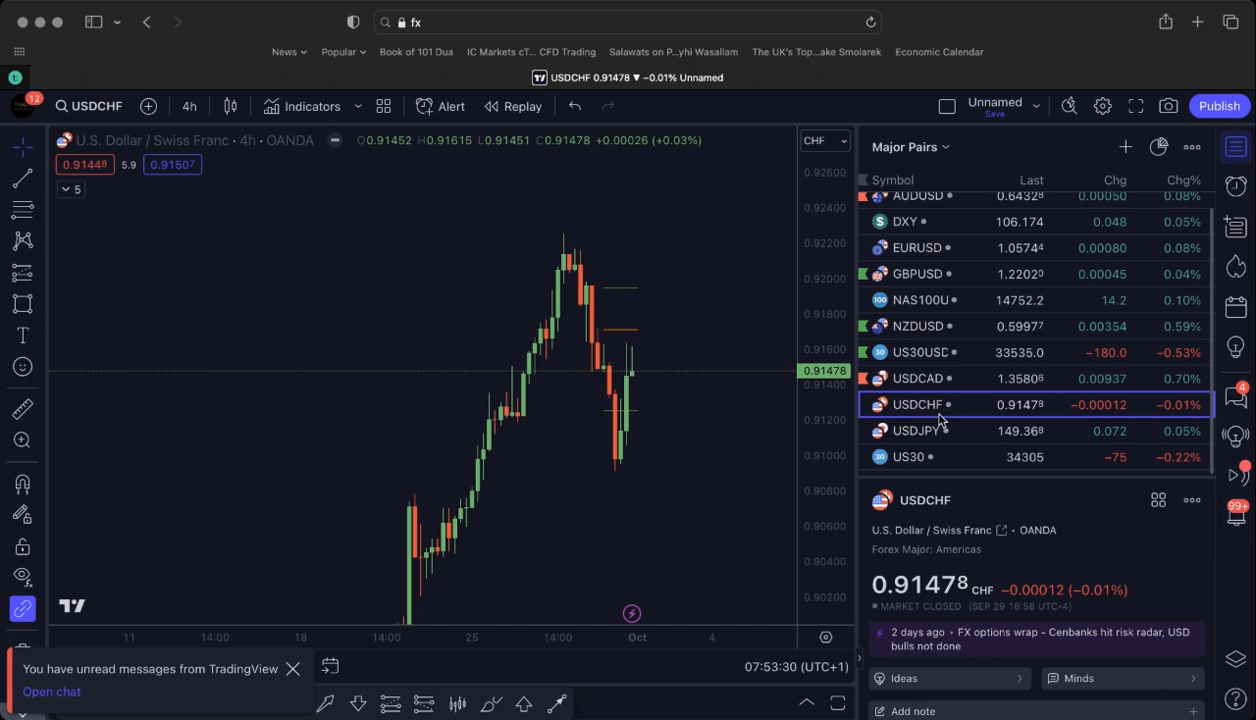 fx
News
Popular
Book of 101 Dua
IC Markets cT... CFD Trading
Salawats on P...yhi Wasallam
The UK's Top...ake Smolarek
Economic Calendar
t
USDCHF 0.91478 ▼ −0.01% Unnamed
12
USDCHF
4h
Indicators
Alert
Replay
Unnamed
Save
Publish
U.S. Dollar / Swiss Franc · 4h · OANDA
O0.91452 H0.91615 L0.91451 C0.91478 +0.00026 (+0.03%)
CHF
0.91448 5.9 0.91507
5
0.92600
0.92400
0.92200
0.92000
0.91800
0.91600
0.91478
0.91400
0.91200
0.91000
0.90800
0.90600
0.90400
0.90200
11 14:00 18 14:00 25 14:00 Oct 4
07:53:30 (UTC+1)
You have unread messages from TradingView
Open chat
Major Pairs
Symbol Last Chg Chg%
AUDUSD 0.64328 0.00050 0.08%
DXY 106.174 0.048 0.05%
EURUSD 1.05744 0.00080 0.08%
GBPUSD 1.22020 0.00045 0.04%
100 NAS100U 14752.2 14.2 0.10%
NZDUSD 0.59977 0.00354 0.59%
30 US30USD 33535.0 −180.0 −0.53%
USDCAD 1.35806 0.00937 0.70%
USDCHF 0.91478 −0.00012 −0.01%
USDJPY 149.368 0.072 0.05%
30 US30 34305 −75 −0.22%
USDCHF
U.S. Dollar / Swiss Franc · OANDA
Forex Major: Americas
0.91478 CHF −0.00012 (−0.01%)
MARKET CLOSED (SEP 29 16:58 UTC-4)
2 days ago · FX options wrap - Cenbanks hit risk radar, USD
bulls not done
Ideas
Minds
Add note
4
99+